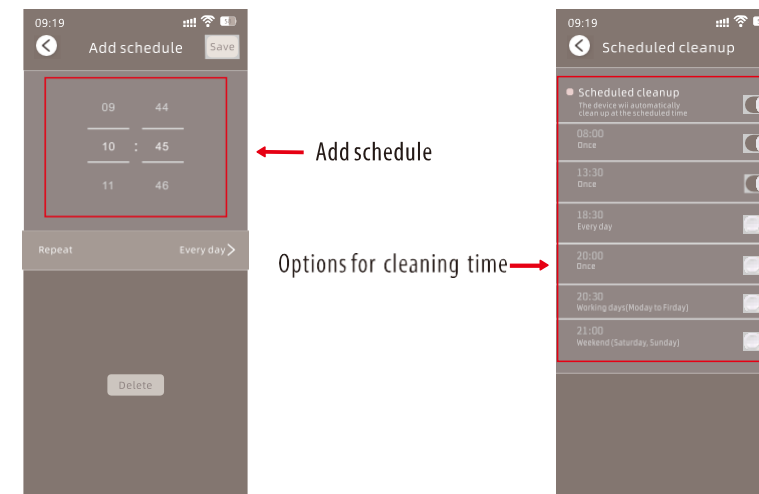 09:19
Add schedule
Save
09 44
10 : 45
11 46
Repeat Every day
Delete
Add schedule
Options for cleaning time
09:19
Scheduled cleanup
Scheduled cleanup
The device wii automatically
clean up at the scheduled time
08:00
Once
13:30
Once
18:30
Every day
20:00
Once
20:30
Working days(Moday to Firday)
21:00
Weekend (Saturday, Sunday)